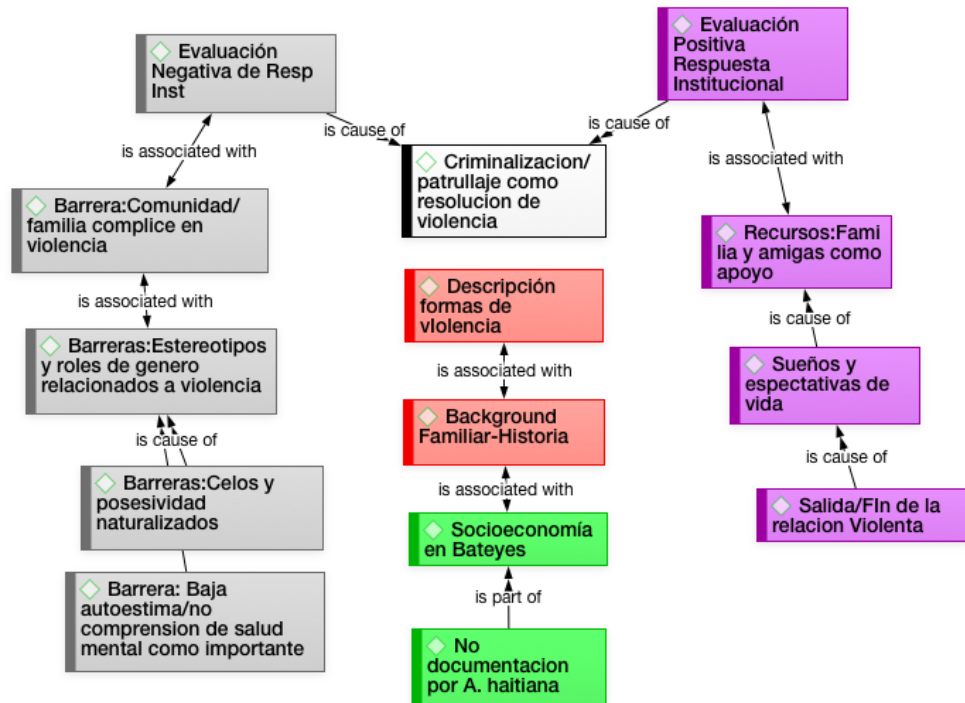 Evaluación
Negativa de Resp
Inst
Evaluación
Positiva
Respuesta
Institucional
is cause of
is cause of
is associated with
is associated with
Criminalizacion/
patrullaje como
resolucion de
violencia
Barrera:Comunidad/
familia complice en
violencia
Recursos:Famí
lia y amigas como
apoyo
is associated with
Descripción
formas de
vIolencia
is cause of
Barreras:Estereotipos
y roles de genero
relacionados a violencia
is associated with
Sueños y
espectativas de
vida
Background
Familiar-Historia
is cause of
is cause of
Barreras:Celos y
posesividad
naturalizados
is associated with
Salida/FIn de la
relacion Violenta
Socioeconomía
en Bateyes
Barrera: Baja
autoestima/no
comprension de salud
mental como importante
is part of
No
documentacion
por A. haitiana